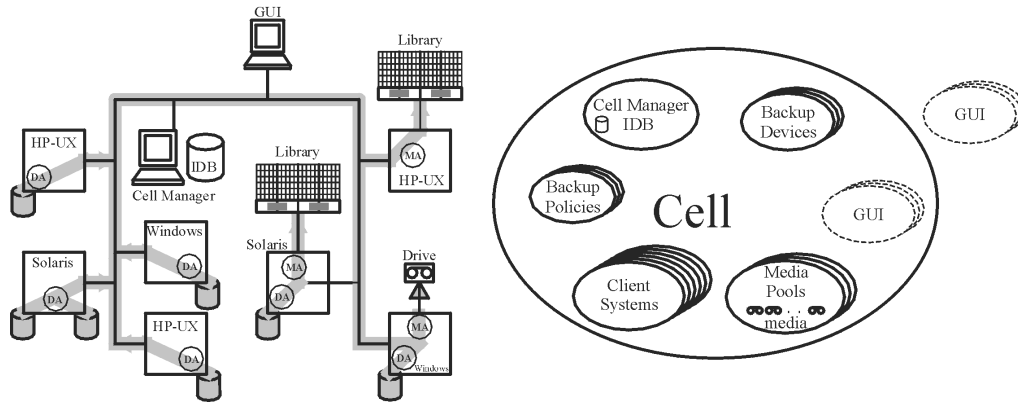 GUI
Library
HP-UX
DA
IDB
Cell Manager
MA
HP-UX
Library
Windows
DA
Solaris
DA
Solaris
MA
DA
Drive
HP-UX
DA
MA
DA
Windows
Cell Manager
IDB
Backup
Devices
GUI
Backup
Policies
Cell
GUI
Client
Systems
Media
Pools
. .
media